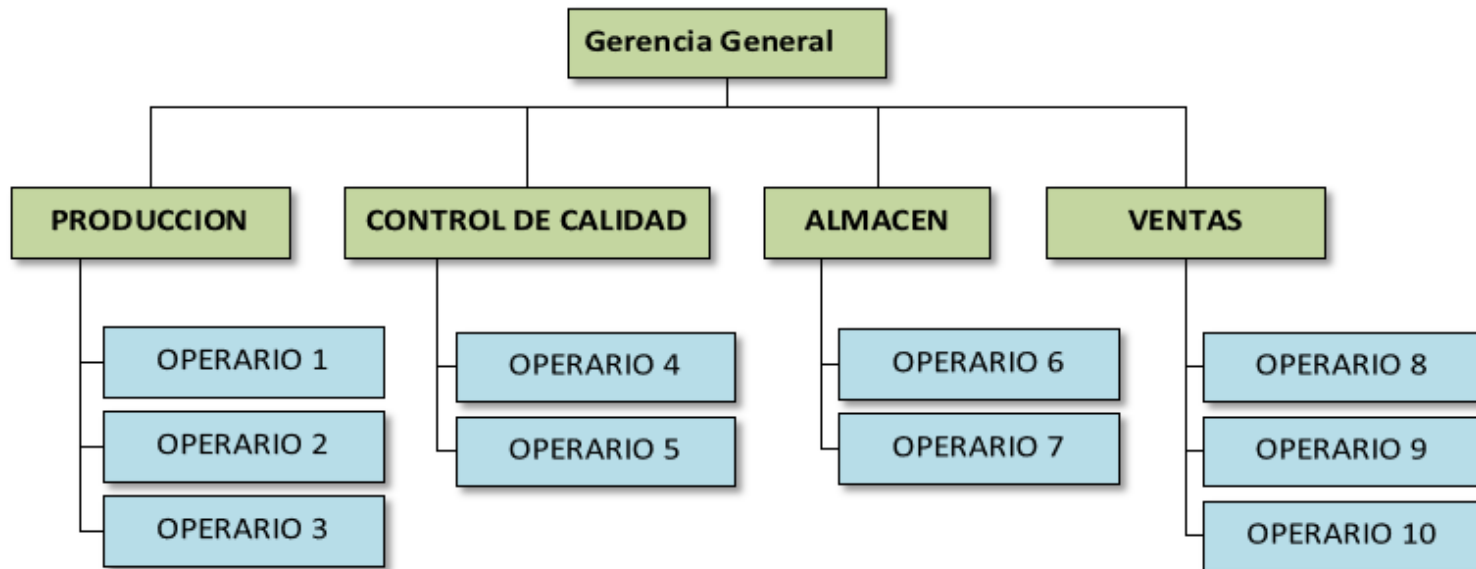 Gerencia General
PRODUCCION
CONTROL DE CALIDAD
ALMACEN
VENTAS
OPERARIO 1
OPERARIO 2
OPERARIO 3
OPERARIO 4
OPERARIO 5
OPERARIO 6
OPERARIO 7
OPERARIO 8
OPERARIO 9
OPERARIO 10